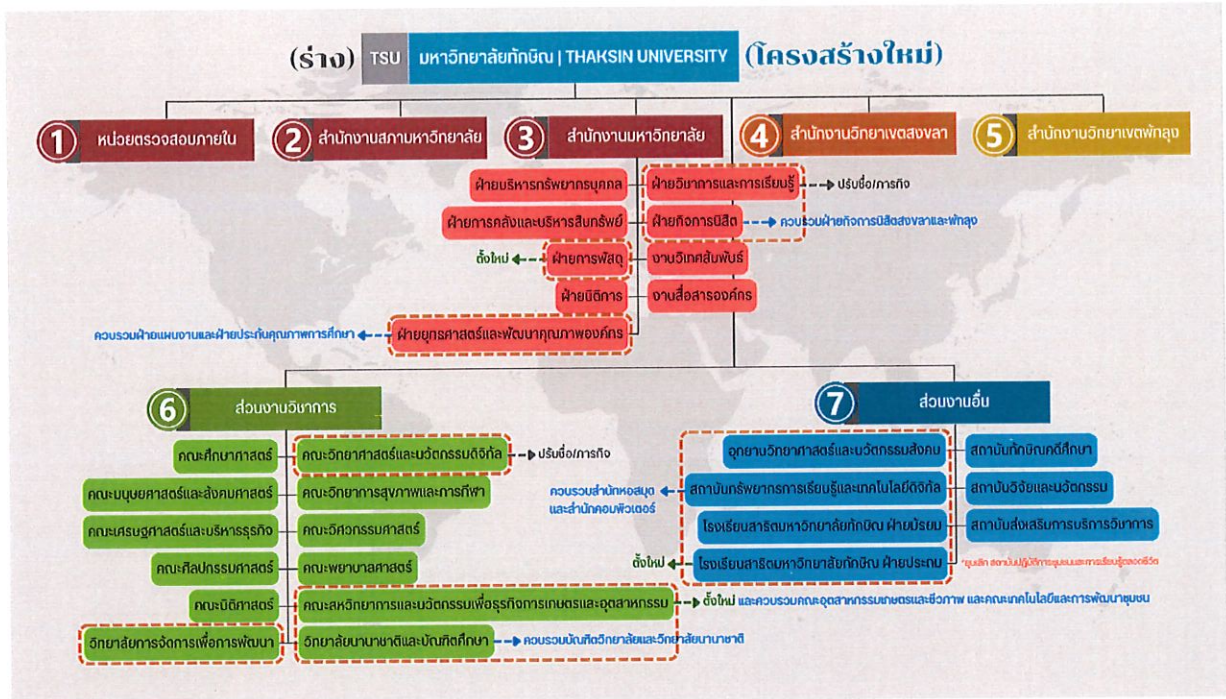 (ร่าง) TSU มหาวิทยาลัยทักษิณ | THAKSIN UNIVERSITY (โครงสร้างใหม่)
1 หน่วยตรวจสอบภายใน
2 สำนักงานสภามหาวิทยาลัย
3 สำนักงานมหาวิทยาลัย
4 สำนักงานวิทยาเขตสงขลา
5 สำนักงานวิทยาเขตพัทลุง
ฝ่ายบริหารทรัพยากรบุคคล
ฝ่ายวิชาการและการเรียนรู้
ปรับชื่อ/ภารกิจ
ฝ่ายการคลังและบริหารสินทรัพย์
ฝ่ายกิจการนิสิต
ควบรวมฝ่ายกิจการนิสิตสงขลาและพัทลุง
ตั้งใหม่
ฝ่ายการพัสดุ
งานวิเทศสัมพันธ์
ฝ่ายนิติการ
งานสื่อสารองค์กร
ควบรวมฝ่ายแผนงานและฝ่ายประกันคุณภาพการศึกษา
ฝ่ายยุทธศาสตร์และพัฒนาคุณภาพองค์กร
6 ส่วนงานวิชาการ
คณะศึกษาศาสตร์
คณะวิทยาศาสตร์และนวัตกรรมดิจิทัล
ปรับชื่อ/ภารกิจ
คณะมนุษยศาสตร์และสังคมศาสตร์
คณะวิทยาการสุขภาพและการกีฬา
คณะเศรษฐศาสตร์และบริหารธุรกิจ
คณะวิศวกรรมศาสตร์
คณะศิลปกรรมศาสตร์
คณะพยาบาลศาสตร์
คณะนิติศาสตร์
คณะสหวิทยาการและนวัตกรรมเพื่อธุรกิจการเกษตรและอุตสาหกรรม
ตั้งใหม่ และควบรวมคณะอุตสาหกรรมเกษตรและชีวภาพ และคณะเทคโนโลยีและการพัฒนาชุมชน
วิทยาลัยการจัดการเพื่อการพัฒนา
วิทยาลัยนานาชาติและบัณฑิตศึกษา
ควบรวมบัณฑิตวิทยาลัยและวิทยาลัยนานาชาติ
7 ส่วนงานอื่น
อุทยานวิทยาศาสตร์และนวัตกรรมสังคม
สถาบันทักษิณคดีศึกษา
ควบรวมสำนักหอสมุด
และสำนักคอมพิวเตอร์
สถาบันทรัพยากรการเรียนรู้และเทคโนโลยีดิจิทัล
สถาบันวิจัยและนวัตกรรม
โรงเรียนสาธิตมหาวิทยาลัยทักษิณ ฝ่ายมัธยม
สถาบันส่งเสริมการบริการวิชาการ
ตั้งใหม่
โรงเรียนสาธิตมหาวิทยาลัยทักษิณ ฝ่ายประถม
*ยุบเลิก สถาบันปฏิบัติการชุมชนและการเรียนรู้ตลอดชีวิต